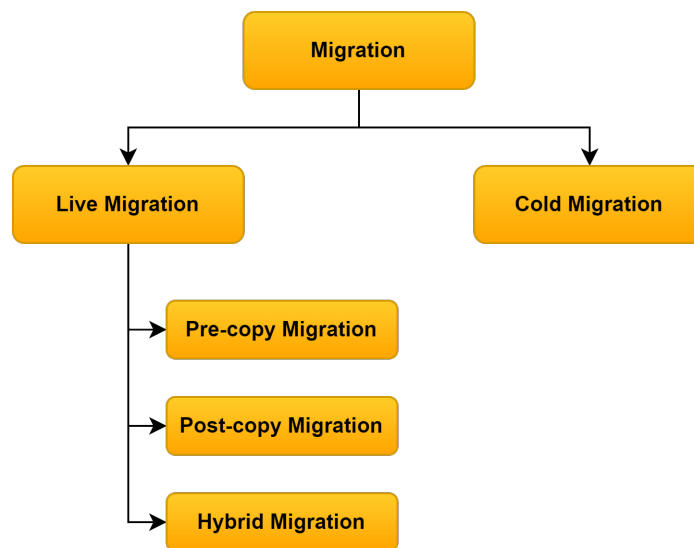 Migration
Live Migration
Cold Migration
Pre-copy Migration
Post-copy Migration
Hybrid Migration